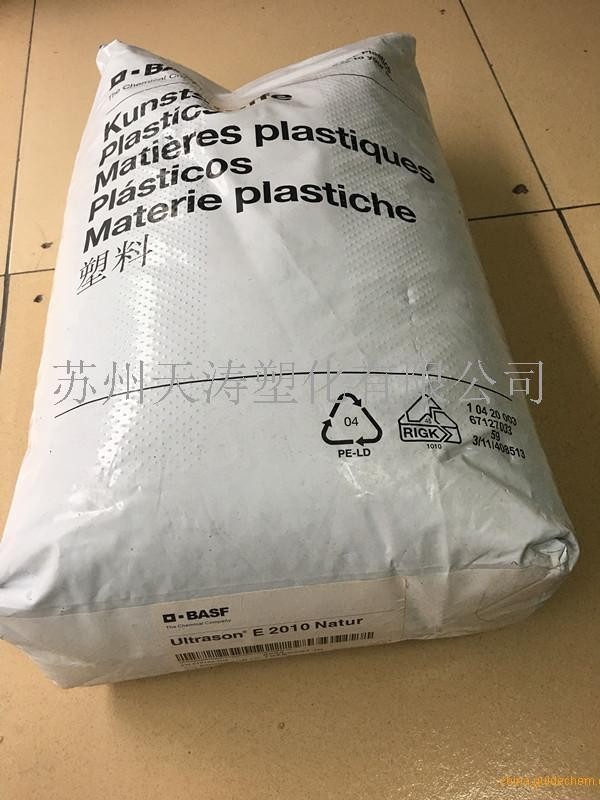 BASF
The Chemical Company
Kunststoffe
Plastics
Matières plastiques
Plásticos
Materie plastiche
塑料
苏州天涛塑化有限公司
04
PE-LD
RIGK
1010
1 04 20 003
67127033
59
3/11/408513
BASF
The Chemical Company
Ultrason® E 2010 Natur
china.guidechem.com